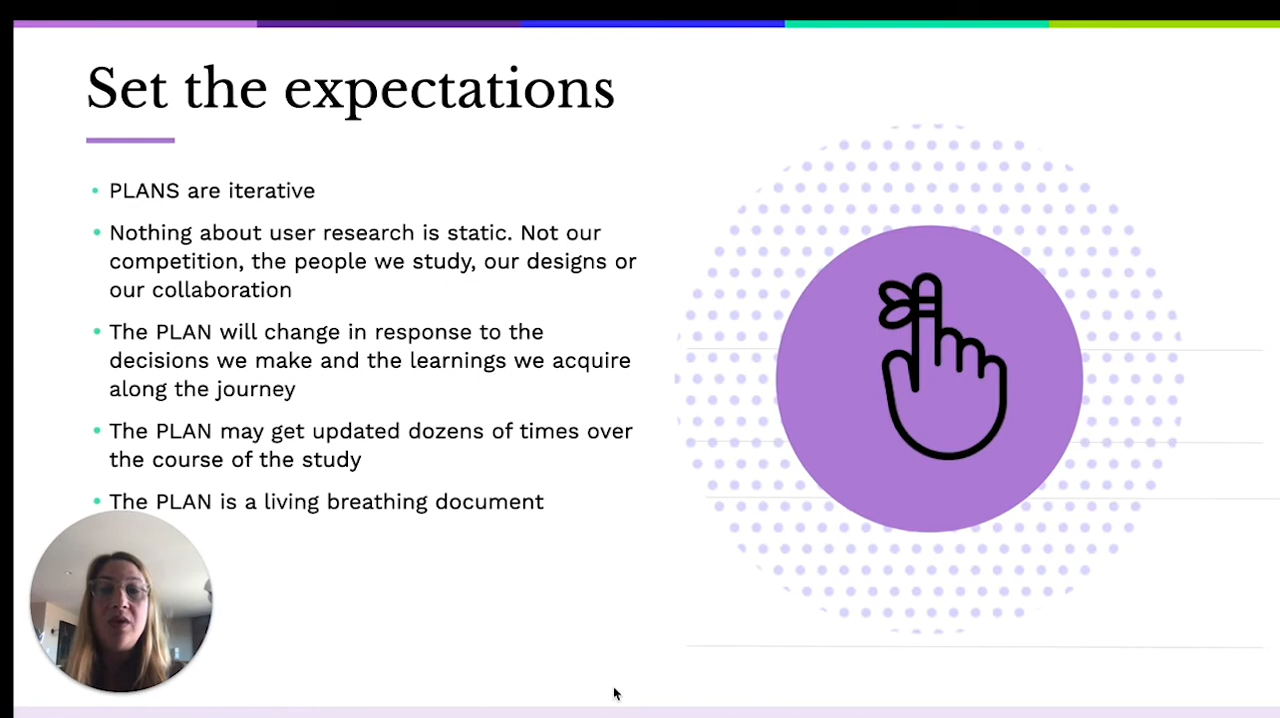 Set the expectations
• PLANS are iterative
• Nothing about user research is static. Not our
competition, the people we study, our designs or
our collaboration
• The PLAN will change in response to the
decisions we make and the learnings we acquire
along the journey
• The PLAN may get updated dozens of times over
the course of the study
• The PLAN is a living breathing document